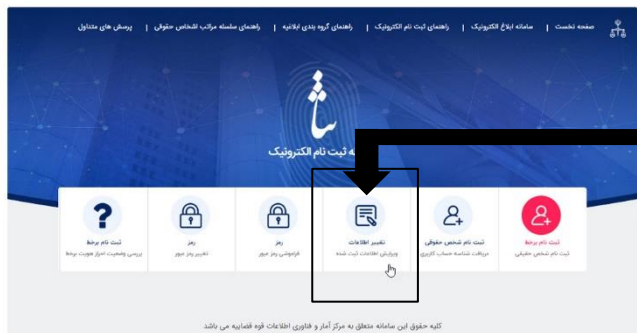 صفحه نخست | سامانه ابلاغ الکترونیک | راهنمای ثبت نام الکترونیک | راهنمای گروه بندی ابلاغیه | راهنمای سلسله مراتب اشخاص حقوقی | پرسش های متداول
ثنا
ه ثبت نام الکترونیک
ثبت نام برخط
ثبت نام شخص حقیقی
ثبت نام شخص حقوقی
دریافت شناسه حساب کاربری
تغییر اطلاعات
ویرایش اطلاعات ثبت شده
رمز
فراموشی رمز عبور
رمز
تغییر رمز عبور
ثبت نام برخط
بررسی وضعیت احراز هویت برخط
کلیه حقوق این سامانه متعلق به مرکز آمار و فناوری اطلاعات قوه قضاییه می باشد